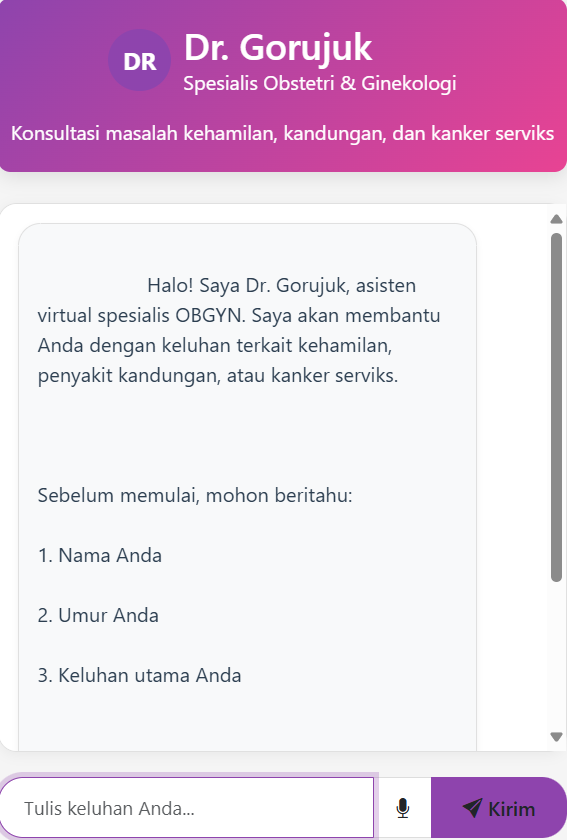 DR
Dr. Gorujuk
Spesialis Obstetri & Ginekologi
Konsultasi masalah kehamilan, kandungan, dan kanker serviks
Halo! Saya Dr. Gorujuk, asisten
virtual spesialis OBGYN. Saya akan membantu
Anda dengan keluhan terkait kehamilan,
penyakit kandungan, atau kanker serviks.
Sebelum memulai, mohon beritahu:
1. Nama Anda
2. Umur Anda
3. Keluhan utama Anda
Tulis keluhan Anda...
Kirim